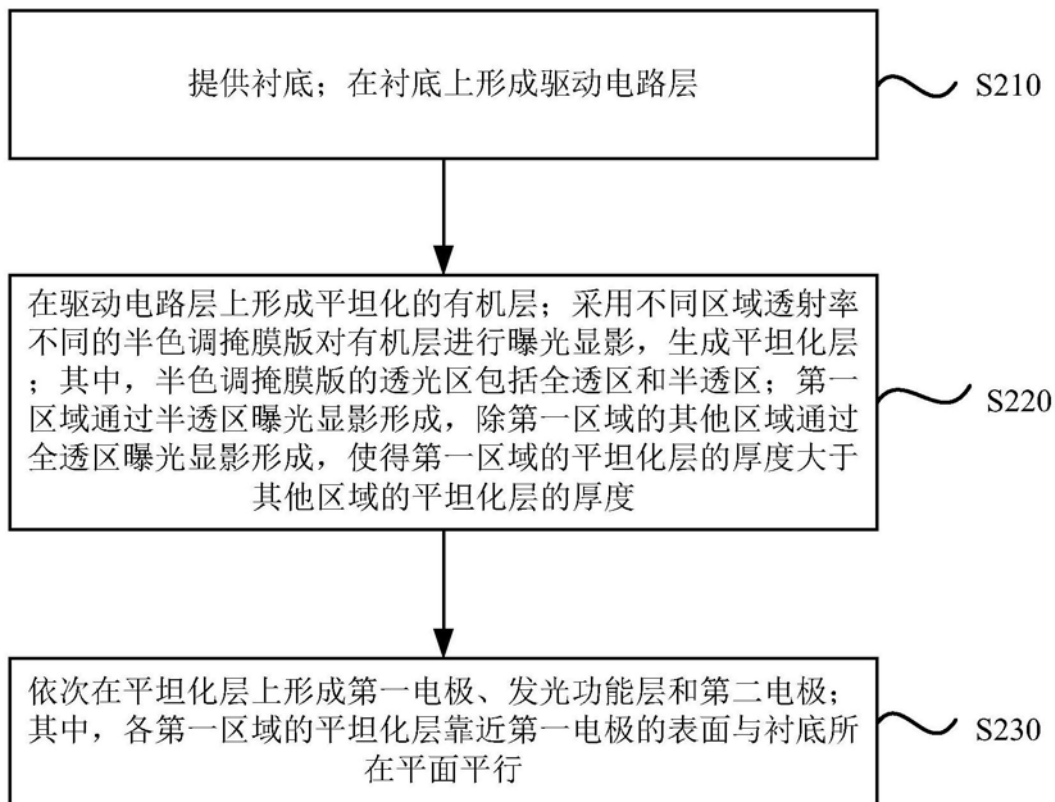 提供衬底；在衬底上形成驱动电路层
S210
在驱动电路层上形成平坦化的有机层；采用不同区域透射率
不同的半色调掩膜版对有机层进行曝光显影，生成平坦化层
；其中，半色调掩膜版的透光区包括全透区和半透区；第一
区域通过半透区曝光显影形成，除第一区域的其他区域通过
全透区曝光显影形成，使得第一区域的平坦化层的厚度大于
其他区域的平坦化层的厚度
S220
依次在平坦化层上形成第一电极、发光功能层和第二电极；
其中，各第一区域的平坦化层靠近第一电极的表面与衬底所
在平面平行
S230